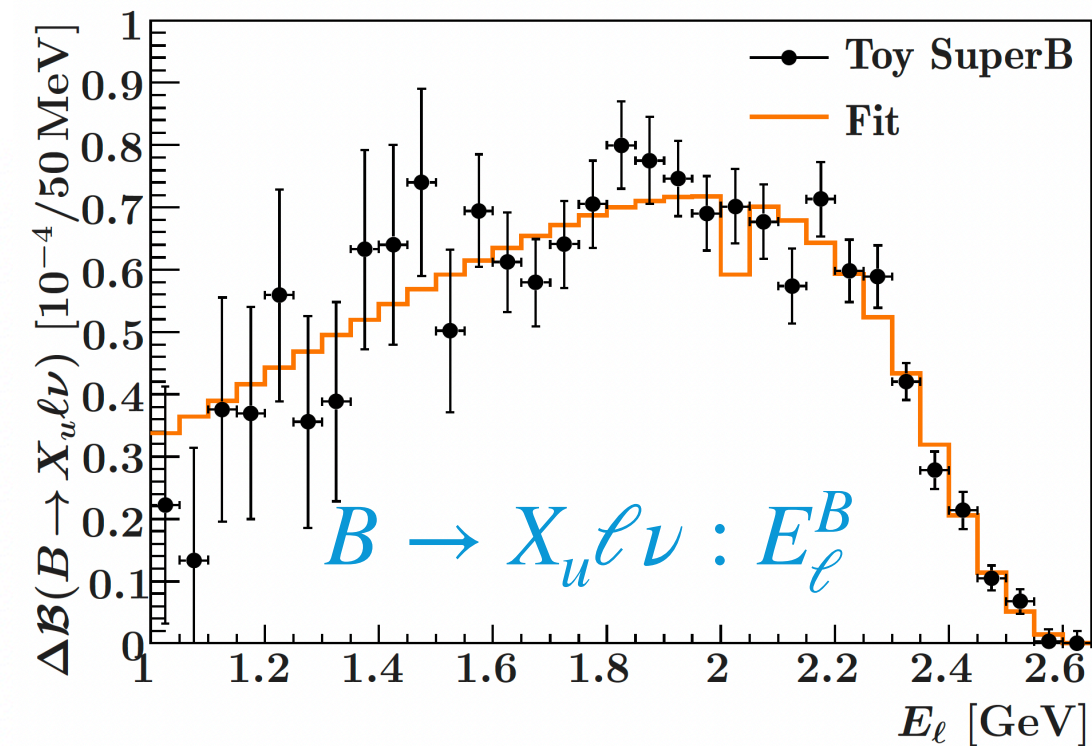 ΔB(B→X_uℓν) [10^−4/50 MeV]
1
0.9
0.8
0.7
0.6
0.5
0.4
0.3
0.2
0.1
0
Toy SuperB
Fit
B → X_uℓν : E_ℓ^B
1 1.2 1.4 1.6 1.8 2 2.2 2.4 2.6
E_ℓ [GeV]